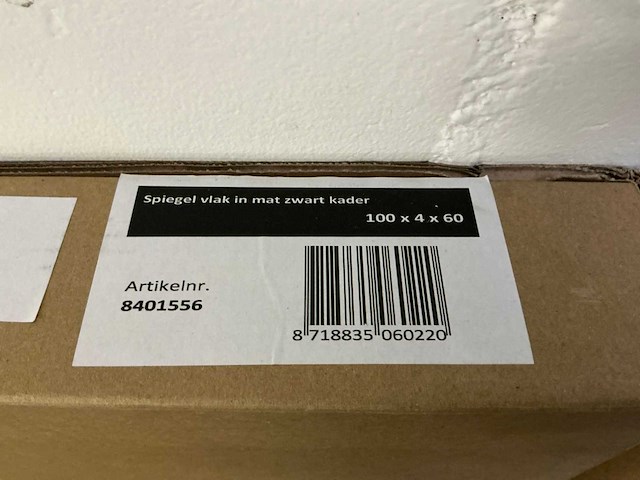 Spiegel vlak in mat zwart kader
100 x 4 x 60
Artikelnr.
8401556
8 718835 060220